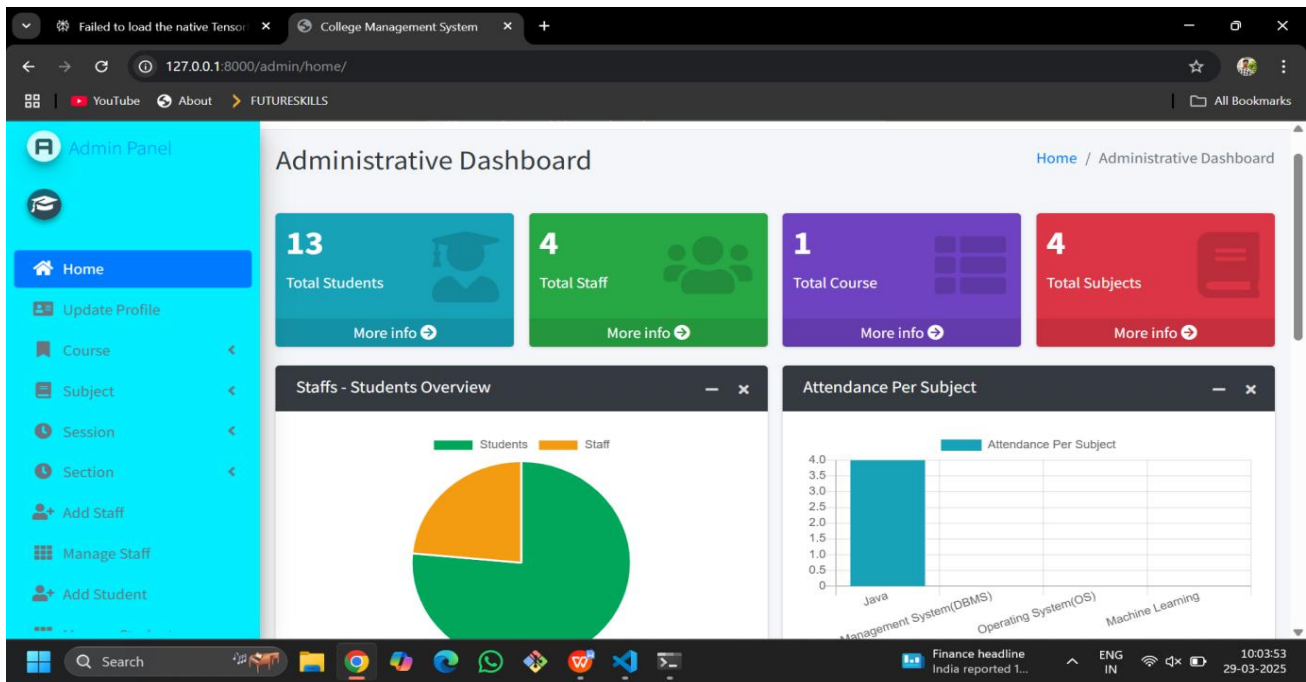 Failed to load the native Tensor
College Management System
127.0.0.1:8000/admin/home/
YouTube About FUTURESKILLS All Bookmarks
Admin Panel
Administrative Dashboard
Home / Administrative Dashboard
13
Total Students
More info
4
Total Staff
More info
1
Total Course
More info
4
Total Subjects
More info
Home
Update Profile
Course
Subject
Session
Section
Add Staff
Manage Staff
Add Student
Staffs - Students Overview
Students Staff
Attendance Per Subject
Attendance Per Subject
4.0
3.5
3.0
2.5
2.0
1.5
1.0
0.5
0
Java
Management System(DBMS)
Operating System(OS)
Machine Learning
Search
Finance headline
India reported 1...
ENG
IN
10:03:53
29-03-2025